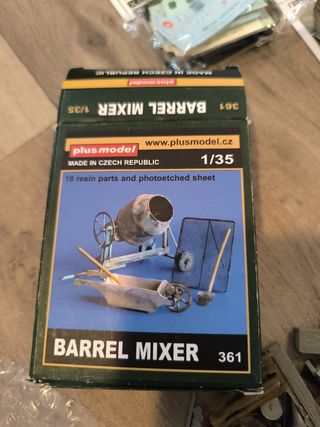 MADE IN CZECH REPUBLIC plusmodel
361 BARREL MIXER 1/35
plusmodel www.plusmodel.cz
MADE IN CZECH REPUBLIC 1/35
19 resin parts and photoetched sheet
BARREL MIXER 361